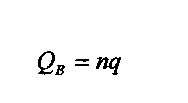 Q_B = nq